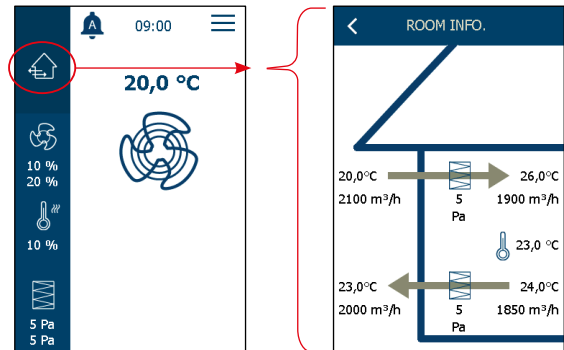 A
09:00
20,0 °C
10 %
20 %
10 %
5 Pa
5 Pa
ROOM INFO.
20,0°C
26,0°C
2100 m³/h
5
Pa
1900 m³/h
23,0 °C
23,0°C
24,0°C
2000 m³/h
5
Pa
1850 m³/h